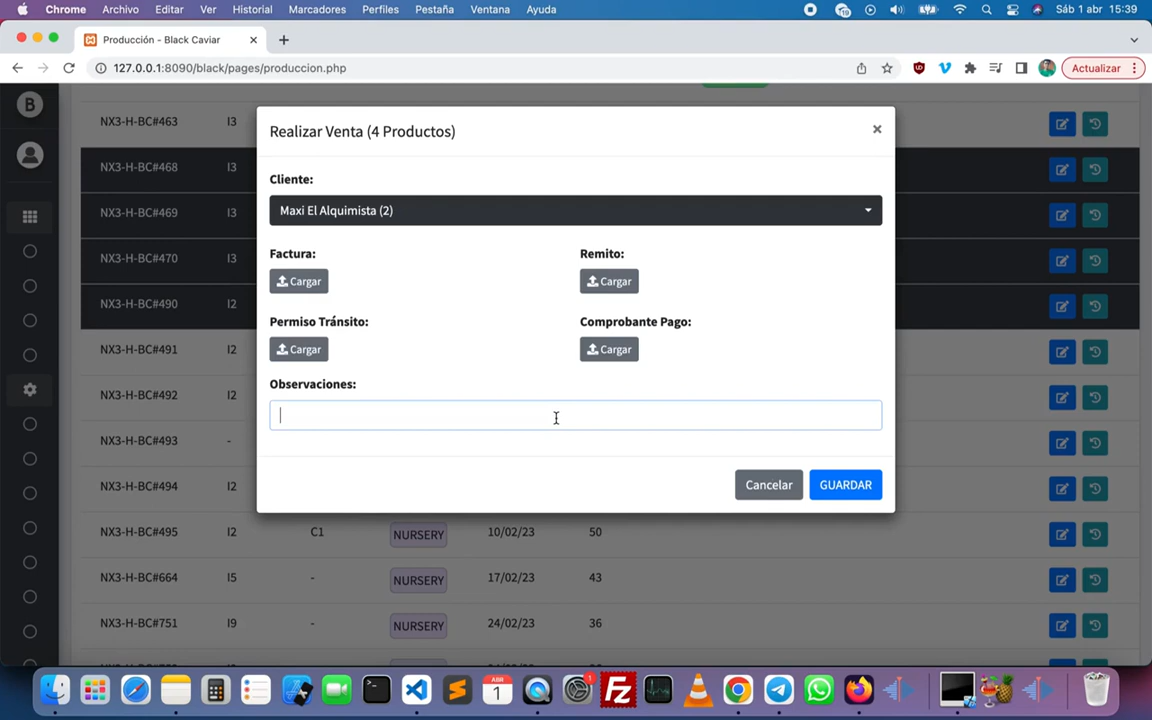 Chrome Archivo Editar Ver Historial Marcadores Perfiles Pestaña Ventana Ayuda 19 Sáb 1 abr 15:39
Producción - Black Caviar
127.0.0.1:8090/black/pages/produccion.php Actualizar
B
Realizar Venta (4 Productos) ×
Cliente:
Maxi El Alquimista (2)
Factura: Remito:
Cargar Cargar
Permiso Tránsito: Comprobante Pago:
Cargar Cargar
Observaciones:
Cancelar GUARDAR
NX3-H-BC#463 I3
NX3-H-BC#468 I3
NX3-H-BC#469 I3
NX3-H-BC#470 I3
NX3-H-BC#490 I2
NX3-H-BC#491 I2
NX3-H-BC#492 I2
NX3-H-BC#493 -
NX3-H-BC#494 I2
NX3-H-BC#495 I2 C1 NURSERY 10/02/23 50
NX3-H-BC#664 I5 - NURSERY 17/02/23 43
NX3-H-BC#751 I9 - NURSERY 24/02/23 36
ABR
1
1
Fz